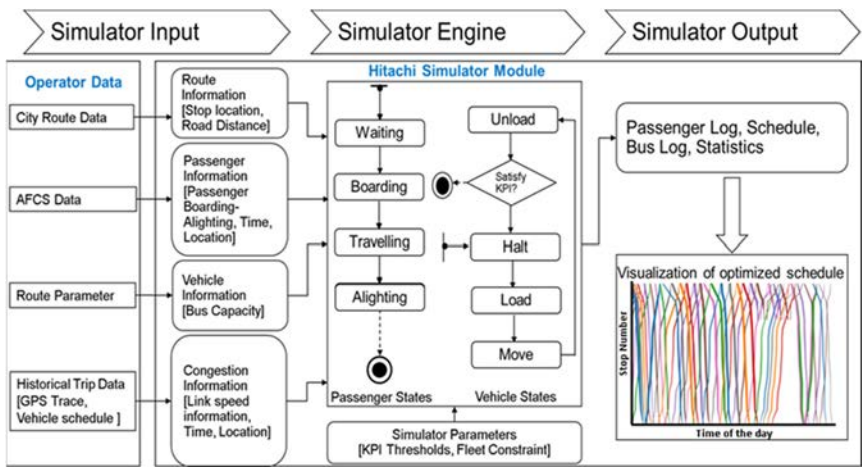 Simulator Input
Simulator Engine
Simulator Output
Operator Data
Hitachi Simulator Module
City Route Data
AFCS Data
Route Parameter
Historical Trip Data
[GPS Trace,
Vehicle schedule ]
Route
Information
[Stop location,
Road Distance]
Passenger
Information
[Passenger
Boarding-
Alighting, Time,
Location]
Vehicle
Information
[Bus Capacity]
Congestion
Information
[Link speed
information,
Time, Location]
Waiting
Boarding
Travelling
Alighting
Passenger States
Unload
Satisfy
KPI?
Halt
Load
Move
Vehicle States
Simulator Parameters
[KPI Thresholds, Fleet Constraint]
Passenger Log, Schedule,
Bus Log, Statistics
Visualization of optimized schedule
Stop Number
Time of the day